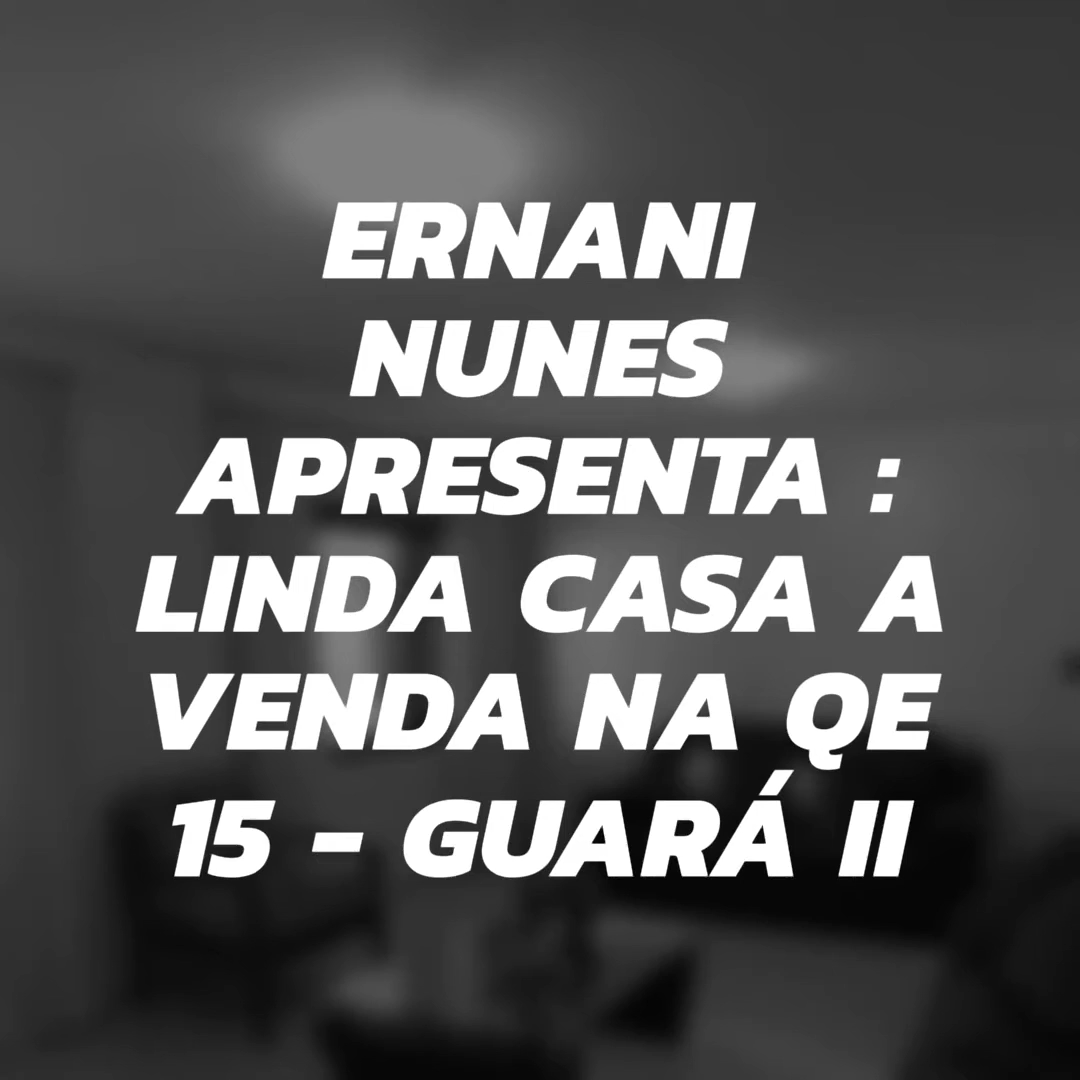 ERNANI
NUNES
APRESENTA :
LINDA CASA A
VENDA NA QE
15 - GUARÁ II